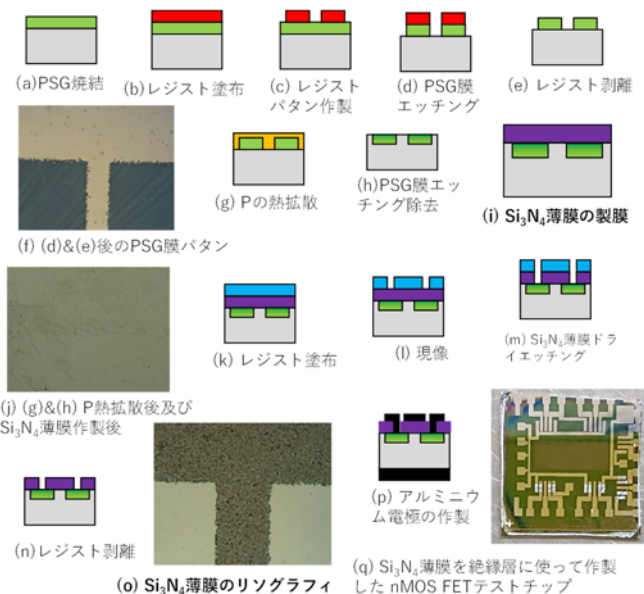 (a)PSG焼結
(b)レジスト塗布
(c) レジスト
パタン作製
(d) PSG膜
エッチング
(e) レジスト剥離
(f) (d)&(e)後のPSG膜パタン
(g) Pの熱拡散
(h)PSG膜エッ
チング除去
(i) Si₃N₄薄膜の製膜
(j) (g)&(h) P熱拡散後及び
Si₃N₄薄膜作製後
(k) レジスト塗布
(l) 現像
(m) Si₃N₄薄膜ドラ
イエッチング
(n)レジスト剥離
(o) Si₃N₄薄膜のリソグラフィ
(p) アルミニウ
ム電極の作製
(q) Si₃N₄薄膜を絶縁層に使って作製
した nMOS FETテストチップ